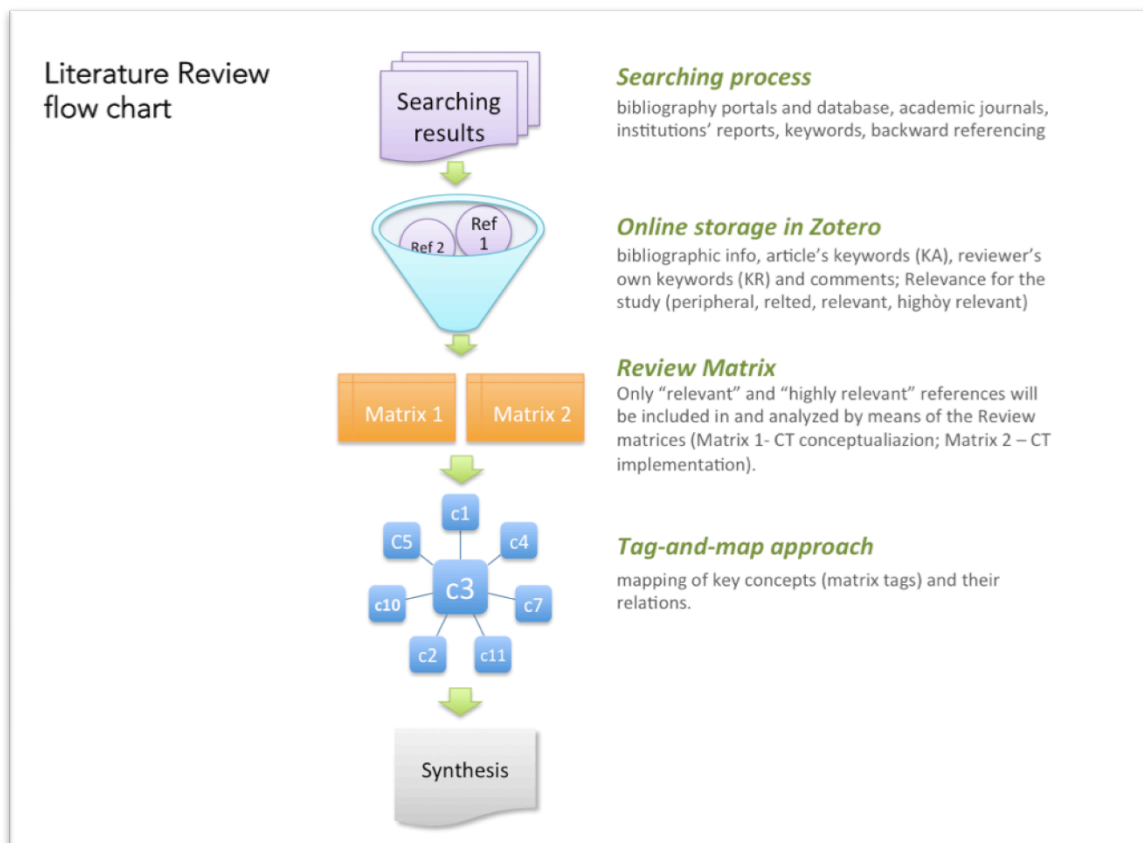 Literature Review
flow chart
Searching
results
Searching process
bibliography portals and database, academic journals,
institutions’ reports, keywords, backward referencing
Ref
1
Ref 2
Online storage in Zotero
bibliographic info, article’s keywords (KA), reviewer’s
own keywords (KR) and comments; Relevance for the
study (peripheral, relted, relevant, highòy relevant)
Matrix 1
Matrix 2
Review Matrix
Only “relevant” and “highly relevant” references will
be included in and analyzed by means of the Review
matrices (Matrix 1- CT conceptualiazion; Matrix 2 – CT
implementation).
c1
C5
c4
c3
c10
c7
c2
c11
Tag-and-map approach
mapping of key concepts (matrix tags) and their
relations.
Synthesis